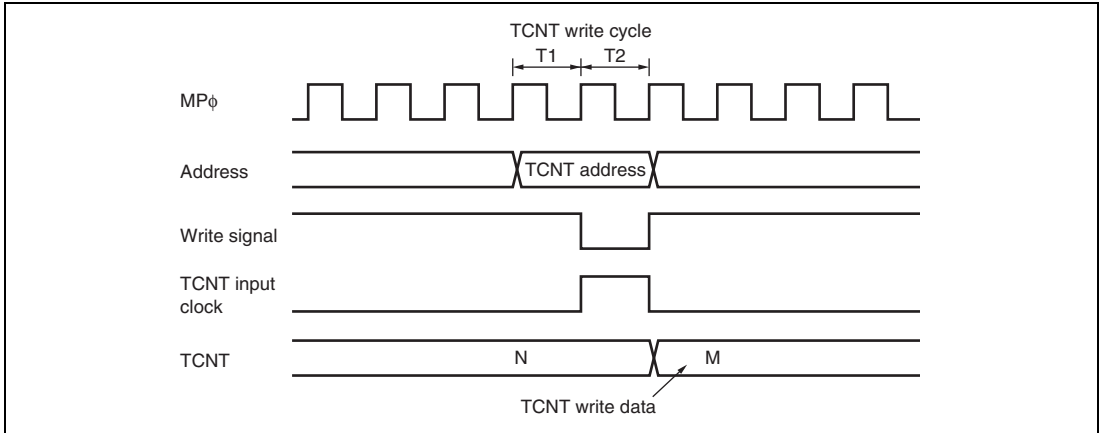 TCNT write cycle
T1 T2
MPϕ
Address
TCNT address
Write signal
TCNT input
clock
TCNT
N
M
TCNT write data